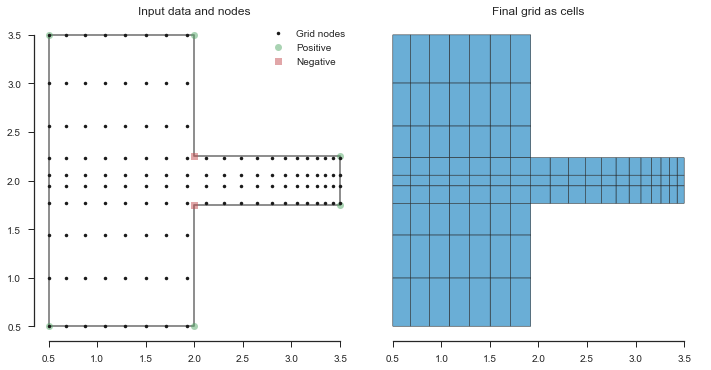 Input data and nodes
Final grid as cells
Grid nodes
Positive
Negative
3.5
3.0
2.5
2.0
1.5
1.0
0.5
0.5 1.0 1.5 2.0 2.5 3.0 3.5
0.5 1.0 1.5 2.0 2.5 3.0 3.5